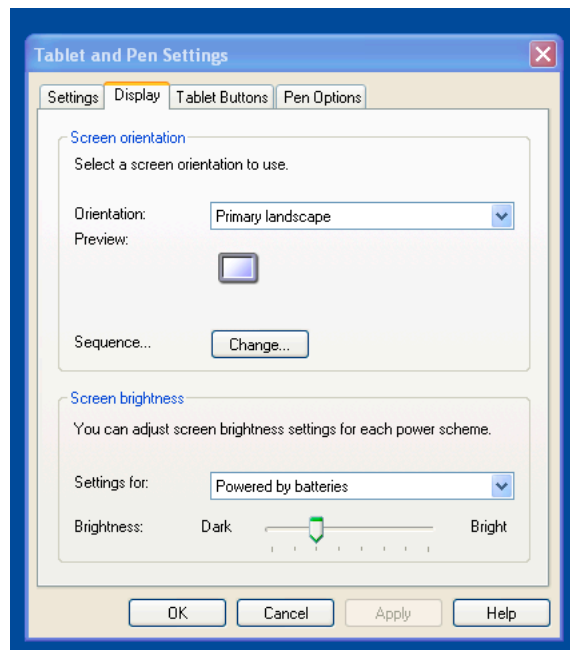 Tablet and Pen Settings
Settings Display Tablet Buttons Pen Options
Screen orientation
Select a screen orientation to use.
Orientation: Primary landscape
Preview:
Sequence... Change...
Screen brightness
You can adjust screen brightness settings for each power scheme.
Settings for: Powered by batteries
Brightness: Dark Bright
OK Cancel Apply Help